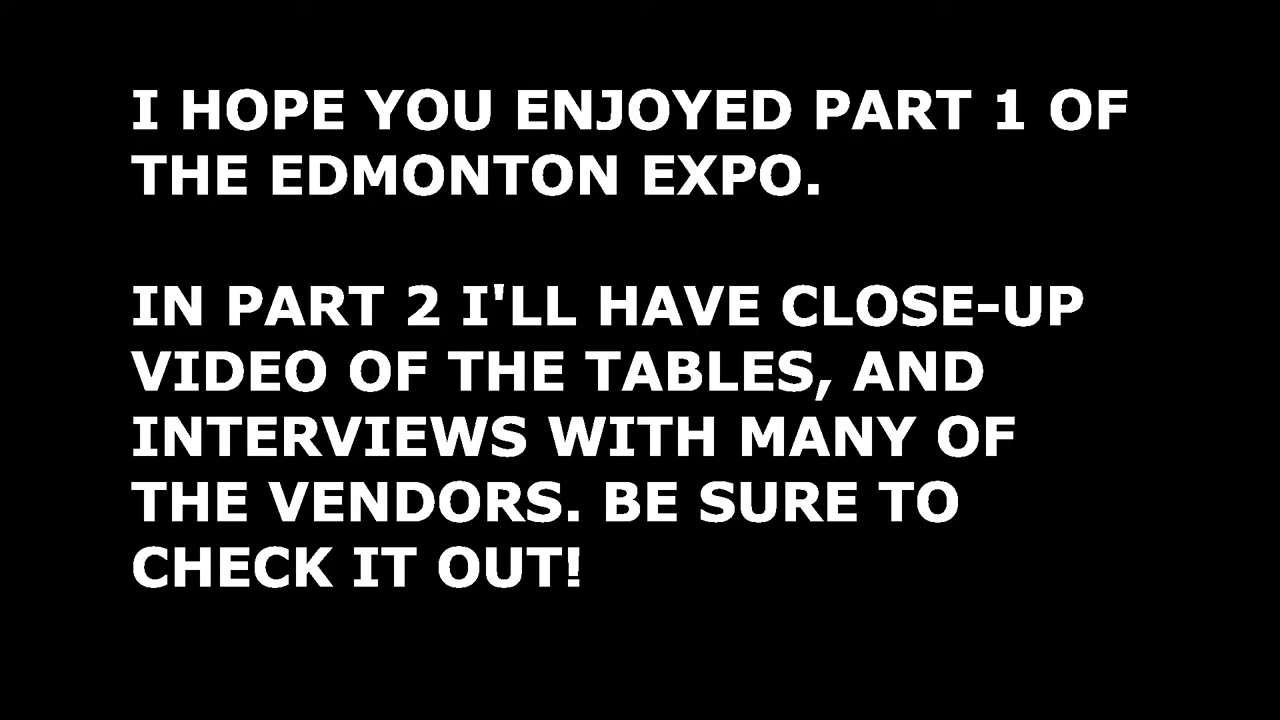 I HOPE YOU ENJOYED PART 1 OF
THE EDMONTON EXPO.
IN PART 2 I'LL HAVE CLOSE-UP
VIDEO OF THE TABLES, AND
INTERVIEWS WITH MANY OF
THE VENDORS. BE SURE TO
CHECK IT OUT!